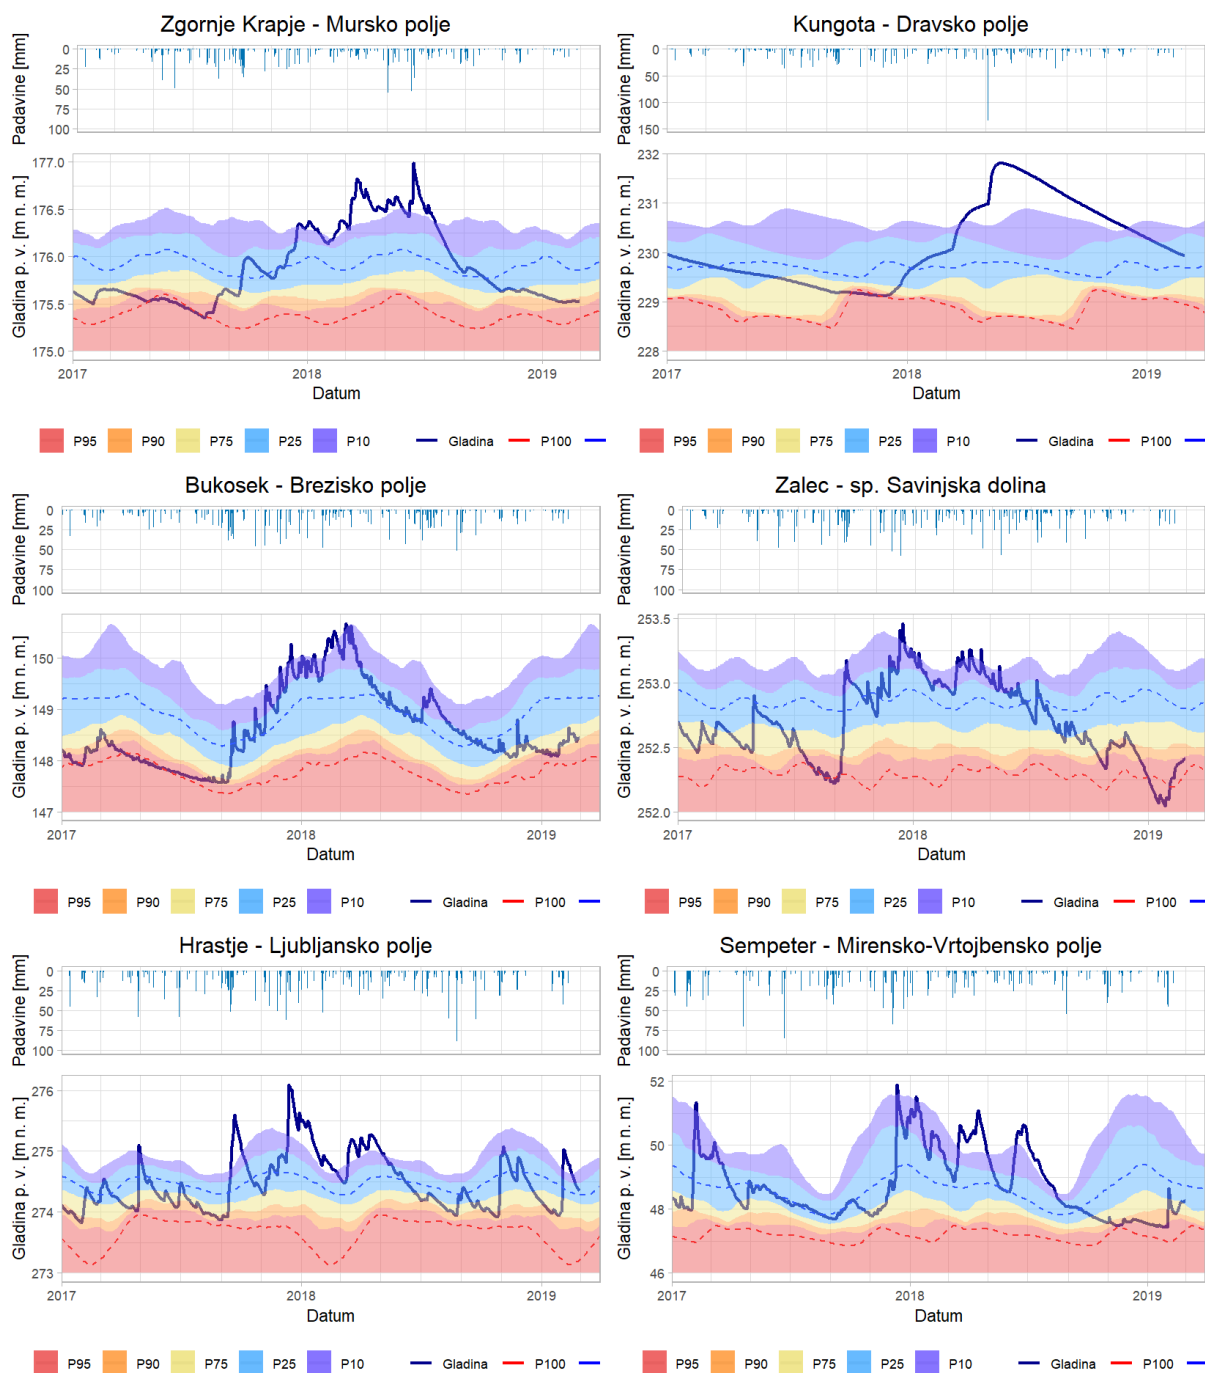 Zgornje Krapje - Mursko polje
Padavine [mm]
0
25
50
75
100
Gladina p. v. [m n. m.]
177.0
176.5
176.0
175.5
175.0
2017 2018 2019
Datum
P95 P90 P75 P25 P10 Gladina P100
Kungota - Dravsko polje
Padavine [mm]
0
50
100
150
Gladina p. v. [m n. m.]
232
231
230
229
228
2017 2018 2019
Datum
P95 P90 P75 P25 P10 Gladina P100
Bukosek - Brezisko polje
Padavine [mm]
0
25
50
75
100
Gladina p. v. [m n. m.]
150
149
148
147
2017 2018 2019
Datum
P95 P90 P75 P25 P10 Gladina P100
Zalec - sp. Savinjska dolina
Padavine [mm]
0
25
50
75
100
Gladina p. v. [m n. m.]
253.5
253.0
252.5
252.0
2017 2018 2019
Datum
P95 P90 P75 P25 P10 Gladina P100
Hrastje - Ljubljansko polje
Padavine [mm]
0
25
50
75
100
Gladina p. v. [m n. m.]
276
275
274
273
2017 2018 2019
Datum
P95 P90 P75 P25 P10 Gladina P100
Sempeter - Mirensko-Vrtojbensko polje
Padavine [mm]
0
25
50
75
100
Gladina p. v. [m n. m.]
52
50
48
46
2017 2018 2019
Datum
P95 P90 P75 P25 P10 Gladina P100